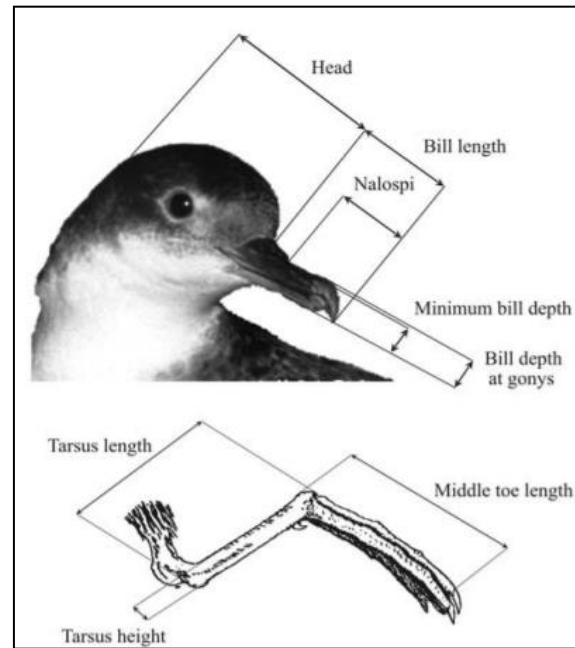 Head
Bill length
Nalospi
Minimum bill depth
Bill depth
at gonys
Tarsus length
Middle toe length
Tarsus height